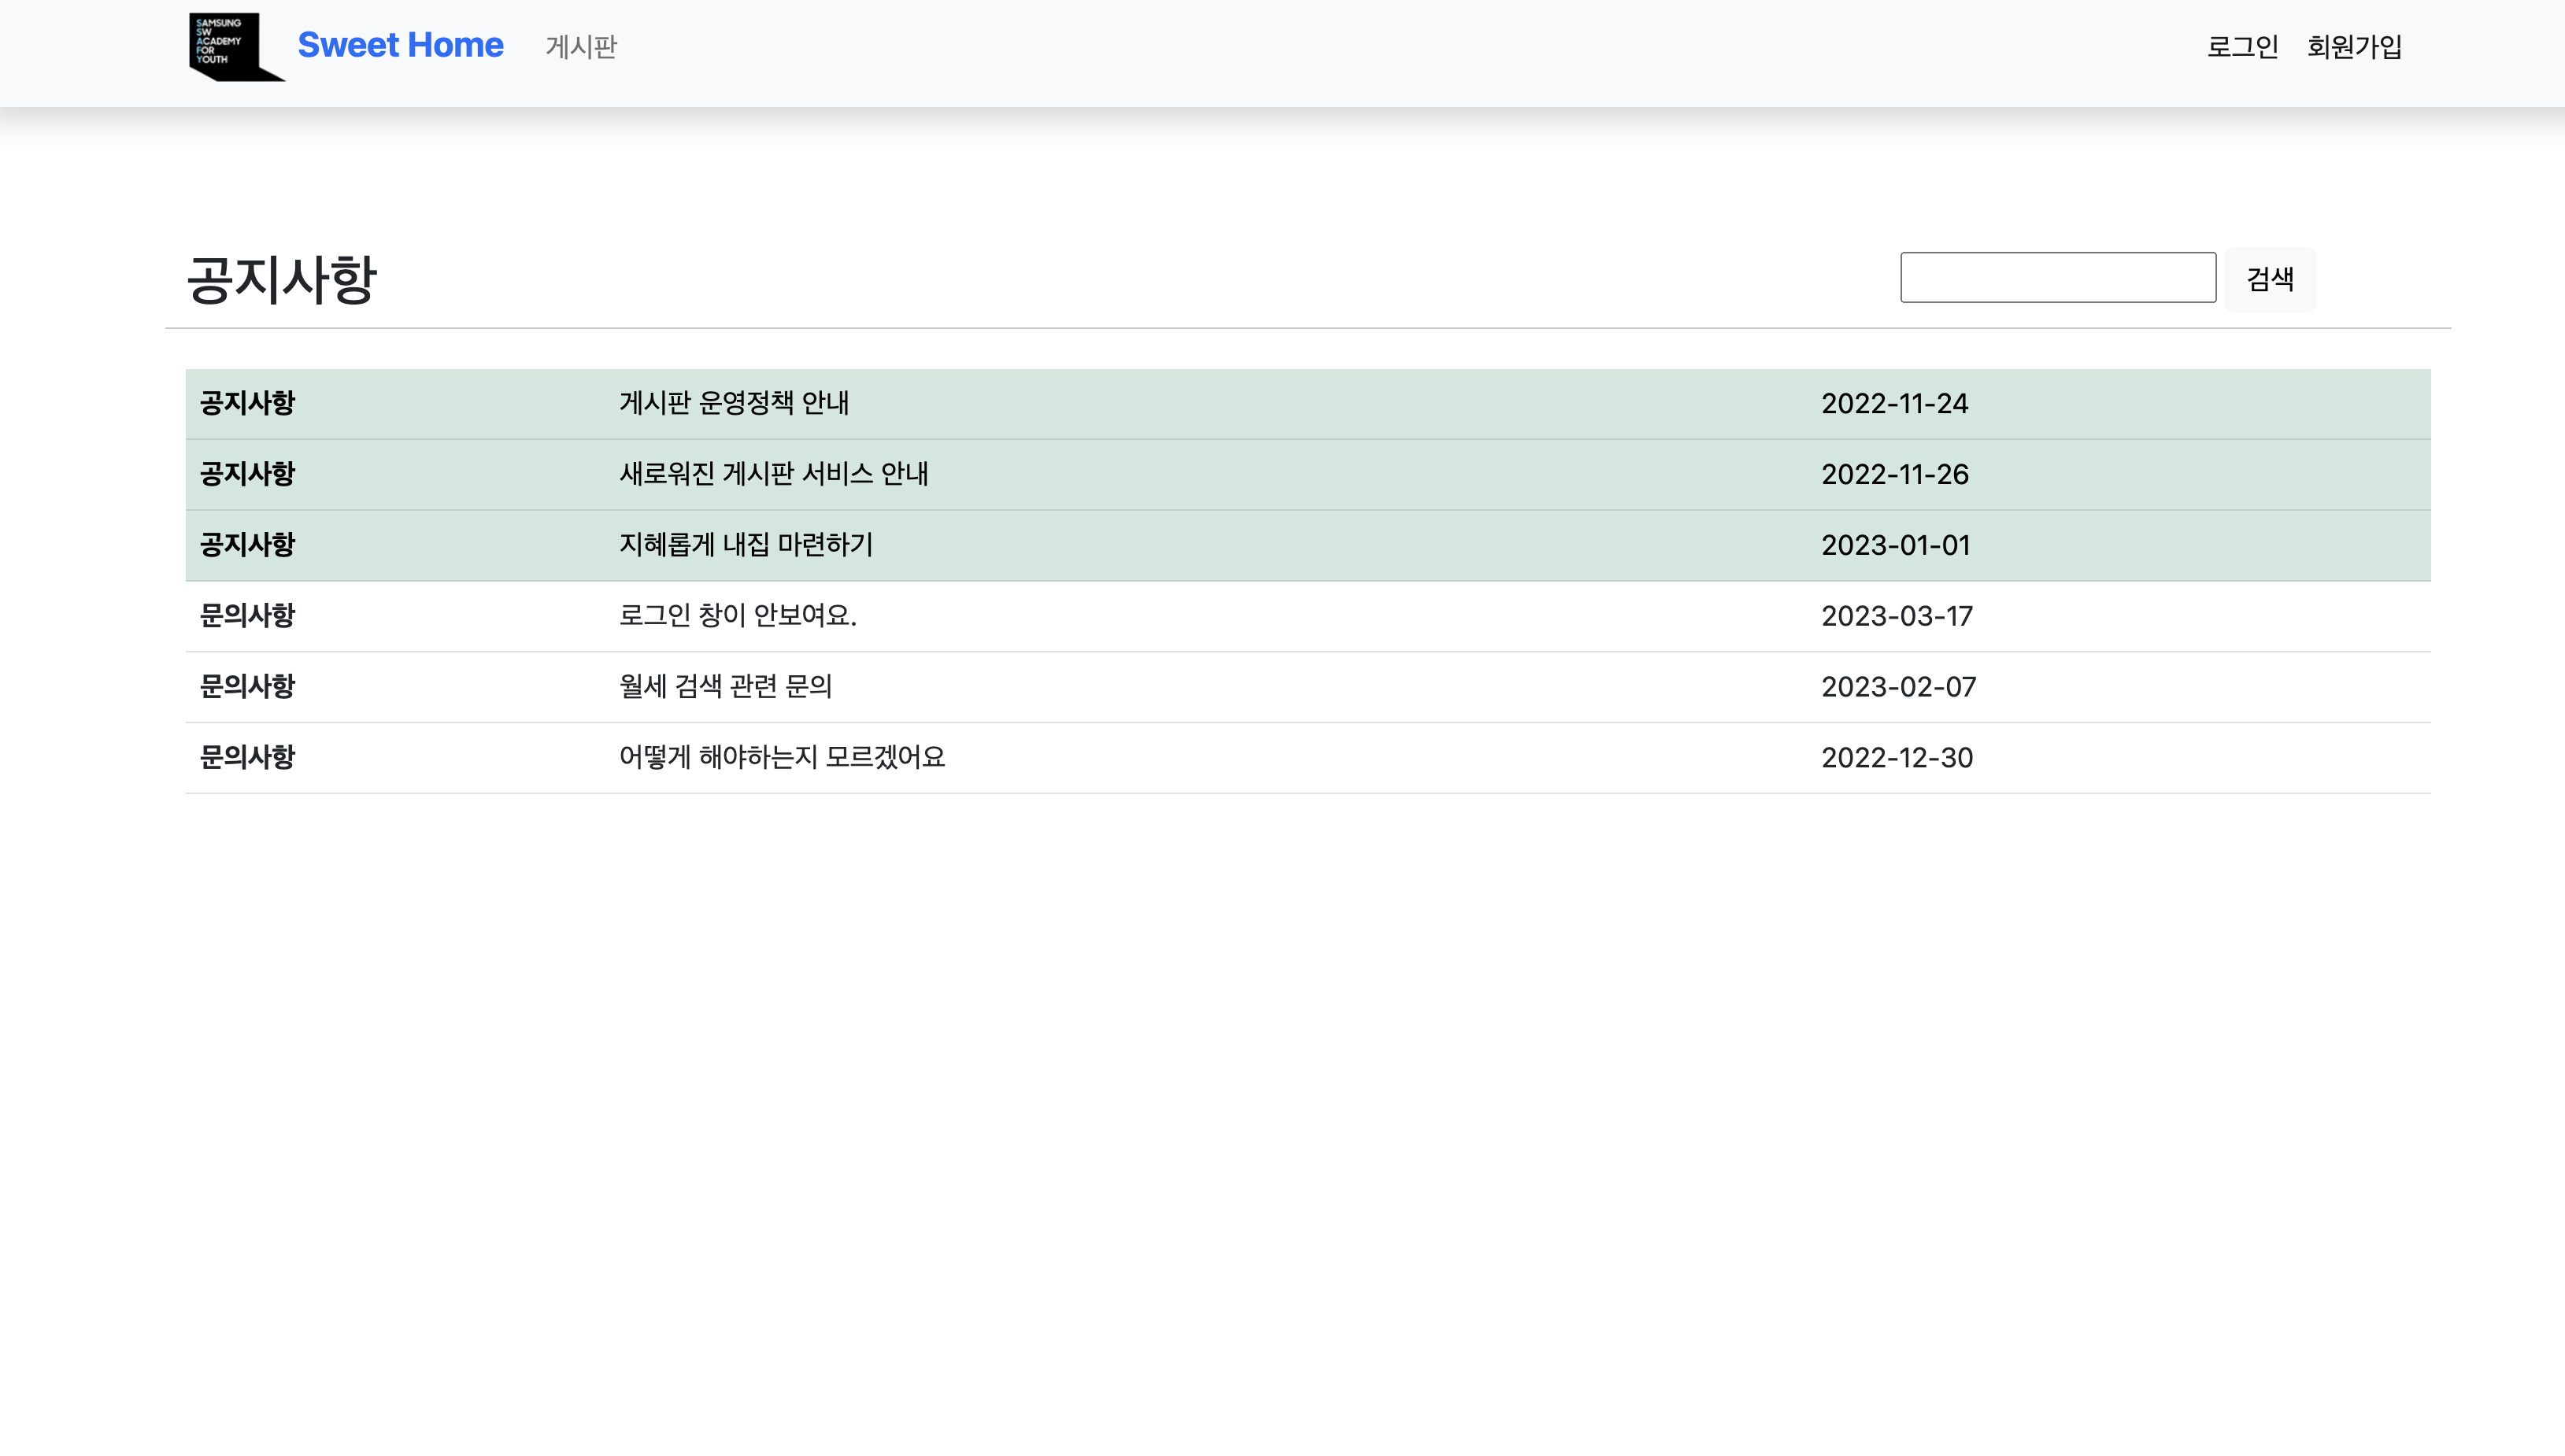 SAMSUNG
SW
ACADEMY
FOR
YOUTH
Sweet Home 게시판 로그인 회원가입
공지사항 검색
공지사항 게시판 운영정책 안내 2022-11-24
공지사항 새로워진 게시판 서비스 안내 2022-11-26
공지사항 지혜롭게 내집 마련하기 2023-01-01
문의사항 로그인 창이 안보여요. 2023-03-17
문의사항 월세 검색 관련 문의 2023-02-07
문의사항 어떻게 해야하는지 모르겠어요 2022-12-30